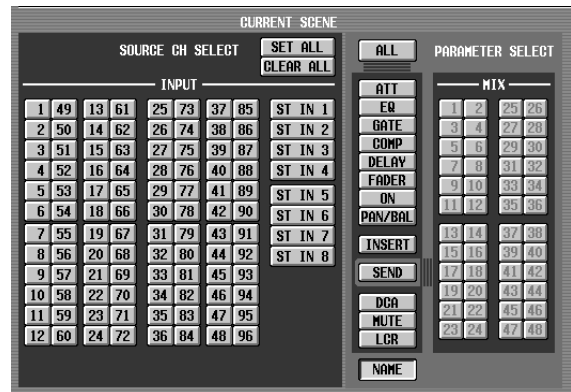 CURRENT SCENE
SOURCE CH SELECT SET ALL ALL PARAMETER SELECT
CLEAR ALL
INPUT ATT MIX
1 49 13 61 25 73 37 85 ST IN 1 EQ 1 2 25 26
2 50 14 62 26 74 38 86 ST IN 2 GATE 3 4 27 28
3 51 15 63 27 75 39 87 ST IN 3 COMP 5 6 29 30
4 52 16 64 28 76 40 88 ST IN 4 DELAY 7 8 31 32
5 53 17 65 29 77 41 89 ST IN 5 FADER 9 10 33 34
6 54 18 66 30 78 42 90 ST IN 6 ON 11 12 35 36
PAN/BAL
7 55 19 67 31 79 43 91 ST IN 7 INSERT 13 14 37 38
8 56 20 68 32 80 44 92 ST IN 8 15 16 39 40
9 57 21 69 33 81 45 93 SEND 17 18 41 42
10 58 22 70 34 82 46 94 DCA 19 20 43 44
11 59 23 71 35 83 47 95 MUTE 21 22 45 46
12 60 24 72 36 84 48 96 LCR 23 24 47 48
NAME